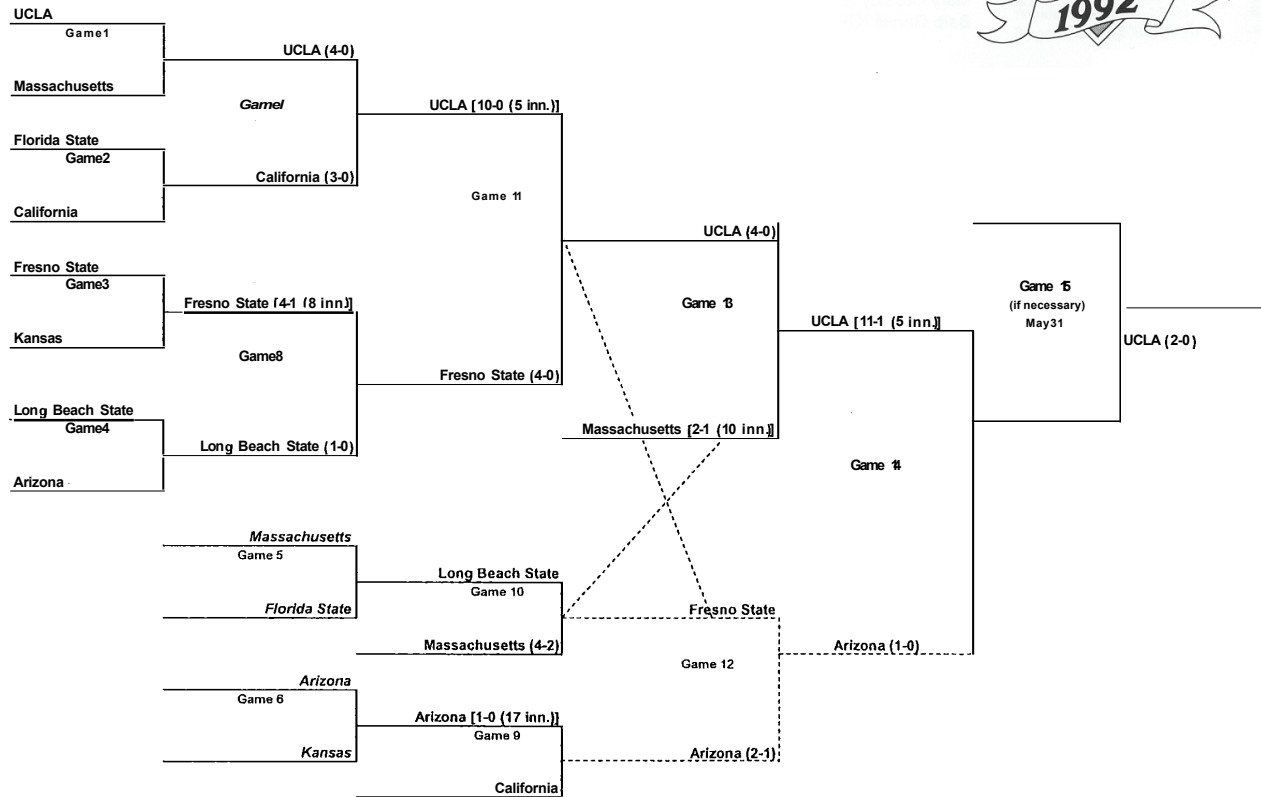 1992
UCLA
Game1
Massachusetts
UCLA (4-0)
Gamel
Florida State
Game2
California
California (3-0)
UCLA [10-0 (5 inn.)]
Game 11
Fresno State
Game3
Kansas
Fresno State [4-1 (8 inn)]
Game8
Long Beach State
Game4
Arizona
Long Beach State (1-0)
Fresno State (4-0)
UCLA (4-0)
Game 13
Massachusetts [2-1 (10 inn.)]
UCLA [11-1 (5 inn.)]
Game 14
Game 15
(if necessary)
May31
UCLA (2-0)
Massachusetts
Game 5
Florida State
Long Beach State
Game 10
Massachusetts (4-2)
Arizona
Game 6
Kansas
Arizona [1-0 (17 inn.)]
Game 9
California
Fresno State
Game 12
Arizona (2-1)
Arizona (1-0)